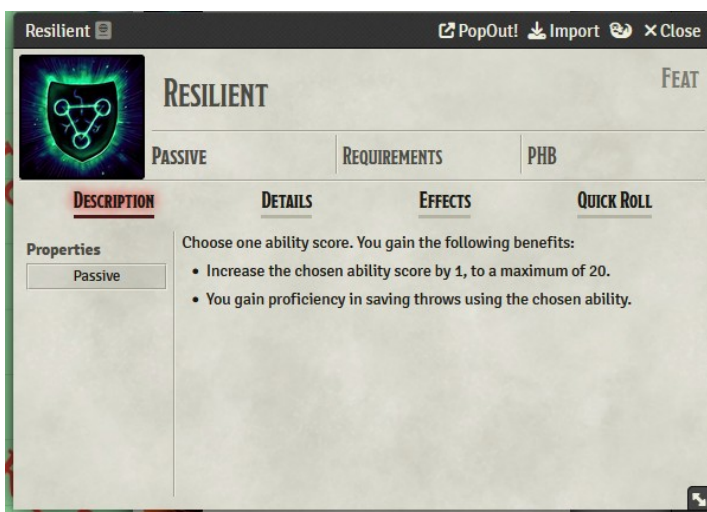 Resilient PopOut! Import Close
Resilient
Feat
Passive Requirements PHB
Description Details Effects Quick Roll
Properties
Passive
Choose one ability score. You gain the following benefits:
• Increase the chosen ability score by 1, to a maximum of 20.
• You gain proficiency in saving throws using the chosen ability.